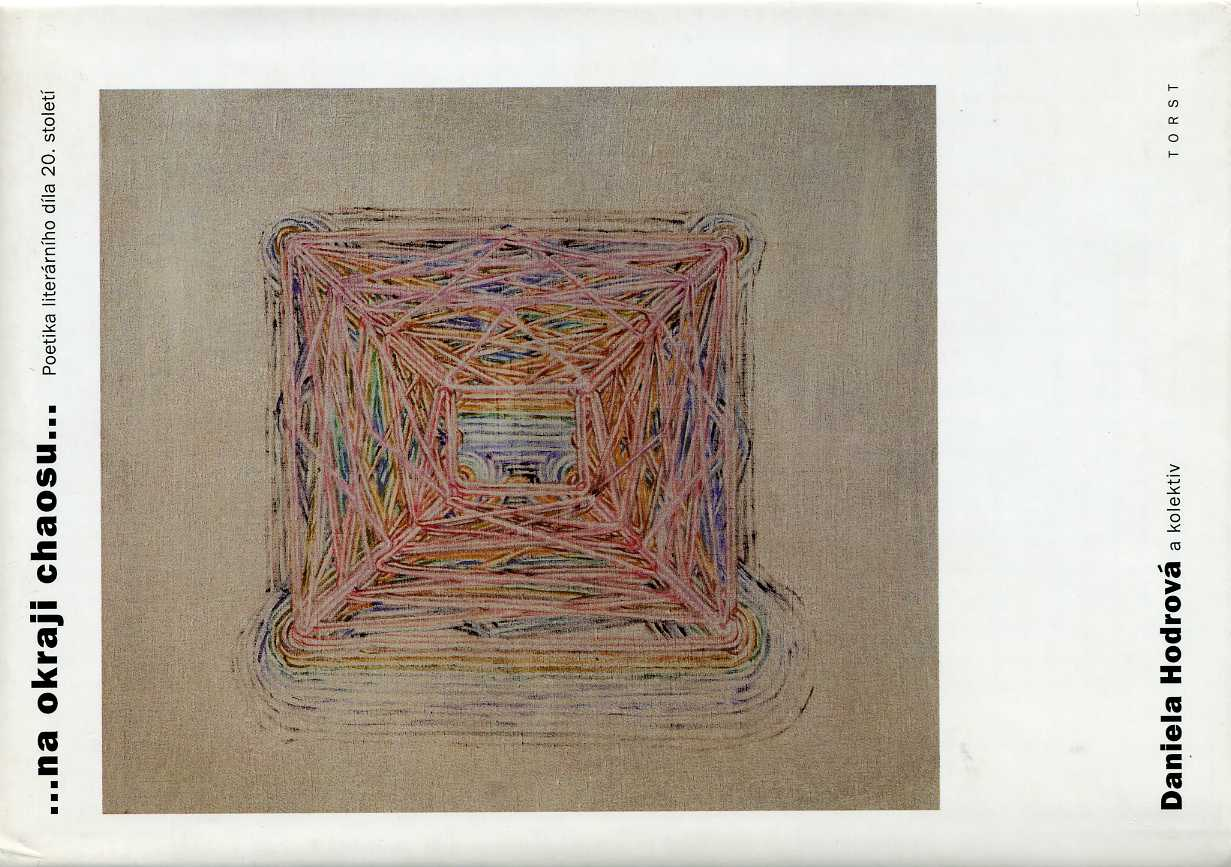 ...na okraji chaosu... Poetika literárního díla 20. století
Daniela Hodrová a kolektiv
TORST